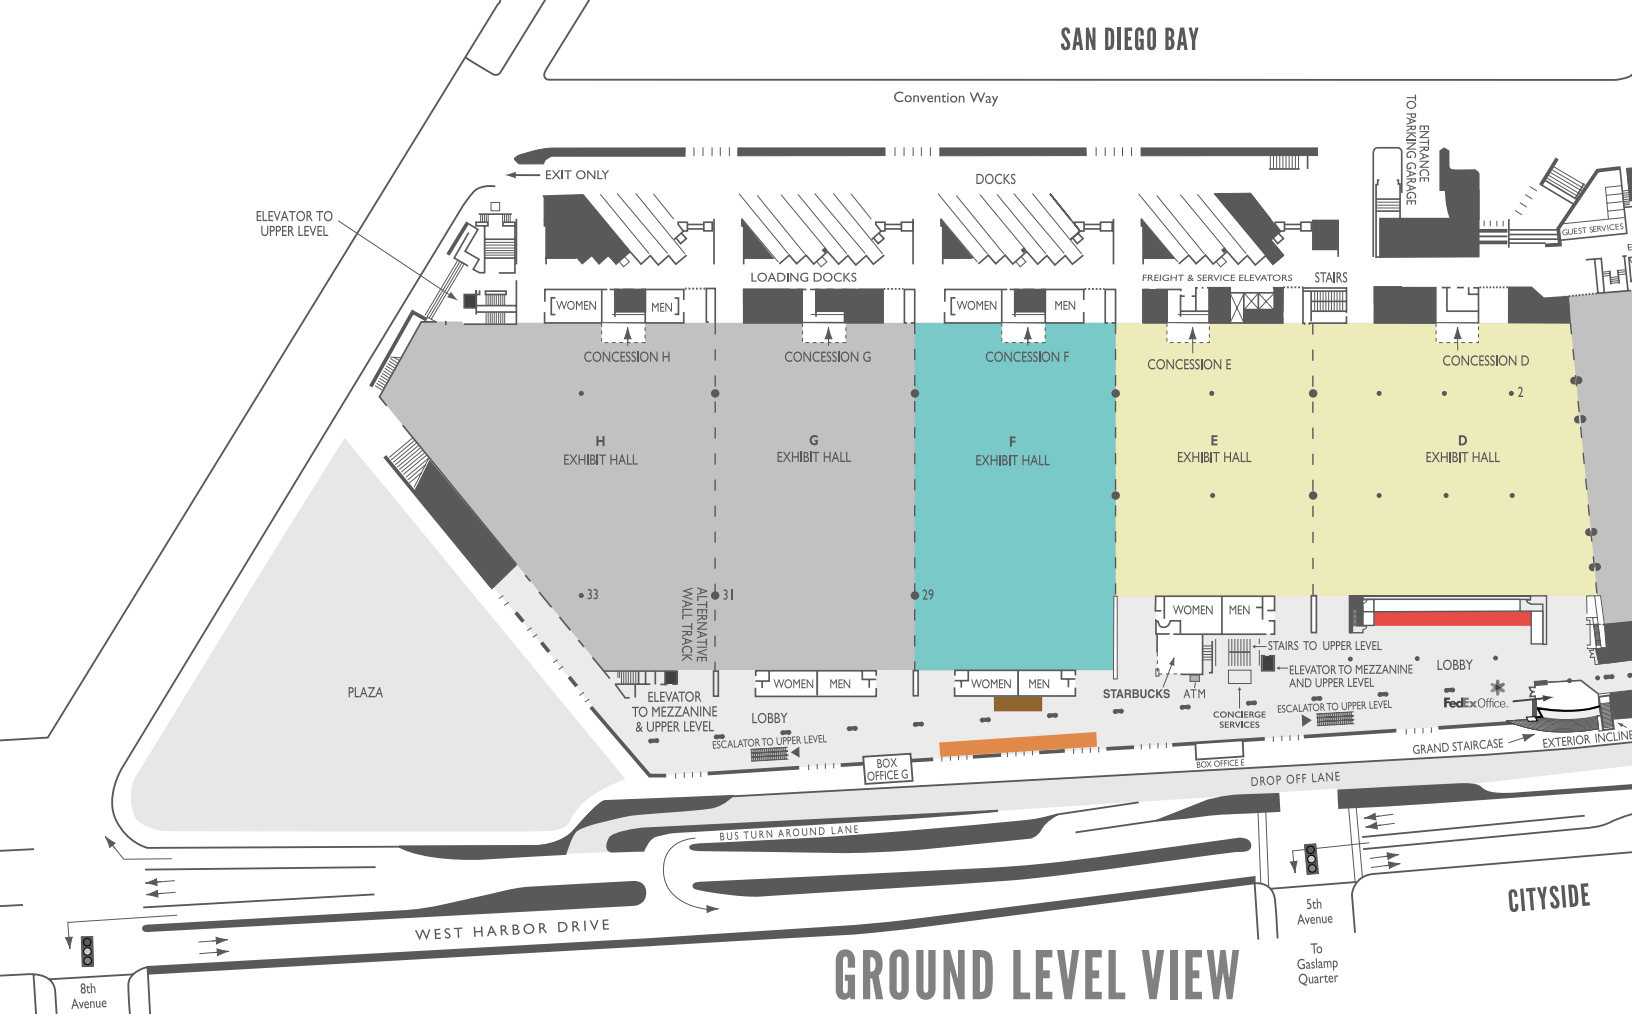 SAN DIEGO BAY
Convention Way
ENTRANCE
TO PARKING GARAGE
EXIT ONLY
DOCKS
ELEVATOR TO
UPPER LEVEL
GUEST SERVICES
LOADING DOCKS
FREIGHT & SERVICE ELEVATORS
STAIRS
WOMEN
MEN
WOMEN
MEN
CONCESSION H
CONCESSION G
CONCESSION F
CONCESSION E
CONCESSION D
2
H
EXHIBIT HALL
G
EXHIBIT HALL
F
EXHIBIT HALL
E
EXHIBIT HALL
D
EXHIBIT HALL
33
ALTERNATIVE
WALL TRACK
31
29
WOMEN
MEN
STAIRS TO UPPER LEVEL
ELEVATOR TO MEZZANINE
AND UPPER LEVEL
LOBBY
PLAZA
WOMEN
MEN
WOMEN
MEN
STARBUCKS
ATM
ELEVATOR
TO MEZZANINE
& UPPER LEVEL
LOBBY
CONCIERGE
SERVICES
ESCALATOR TO UPPER LEVEL
FedEx Office.
ESCALATOR TO UPPER LEVEL
GRAND STAIRCASE
EXTERIOR INCLINE
BOX
OFFICE G
BOX OFFICE E
DROP OFF LANE
BUS TURN AROUND LANE
WEST HARBOR DRIVE
CITYSIDE
5th
Avenue
To
Gaslamp
Quarter
GROUND LEVEL VIEW
8th
Avenue